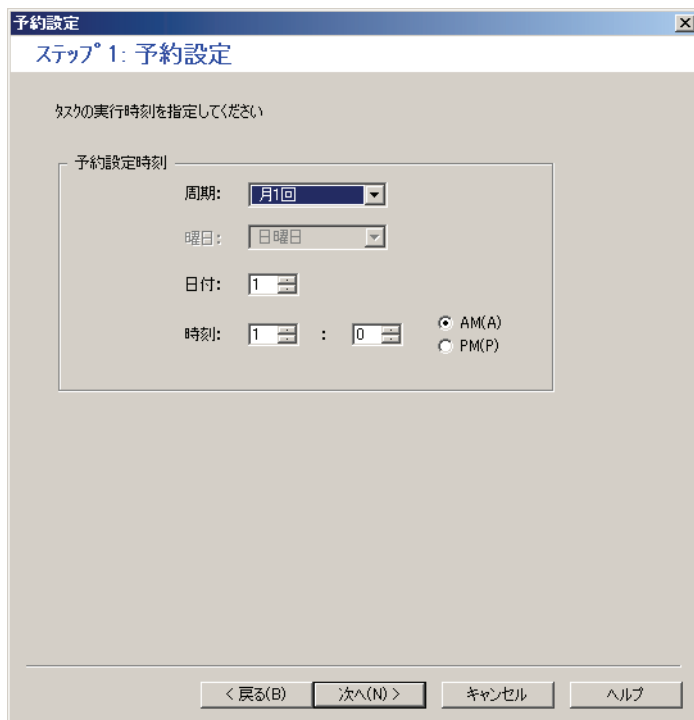 予約設定
ステップ 1: 予約設定
タスクの実行時刻を指定してください
予約設定時刻
周期: 月1回
曜日: 日曜日
日付: 1
時刻: 1 : 0 AM(A)
PM(P)
< 戻る(B) 次へ(N) > キャンセル ヘルプ